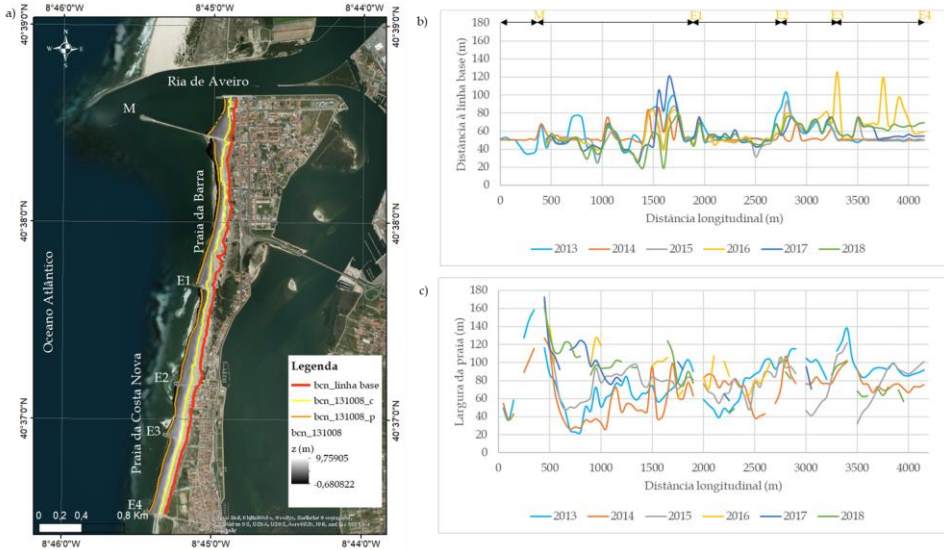 a)
40°39'0"N
40°38'0"N
40°37'0"N
Oceano Atlântico
Ria de Aveiro
M
Praia da Barra
E1
E2
Praia da Costa Nova
E3
E4
N
W
E
S
40°39'0"N
40°38'0"N
40°37'0"N
Legenda
bcn_linha base
bcn_131008_c
bcn_131008_p
bcn_131008
z (m)
9,75905
-0,680822
0 0,2 0,4 0,8 Km
8°46'0"W 8°45'0"W 8°44'0"W
8°46'0"W 8°45'0"W 8°44'0"W
b)
M E1 E2 E3 E4
Distância à linha base (m)
180
160
140
120
100
80
60
40
20
0
0 500 1000 1500 2000 2500 3000 3500 4000
Distância longitudinal (m)
2013 2014 2015 2016 2017 2018
c)
Largura da praia (m)
180
160
140
120
100
80
60
40
20
0
0 500 1000 1500 2000 2500 3000 3500 4000
Distância longitudinal (m)
2013 2014 2015 2016 2017 2018